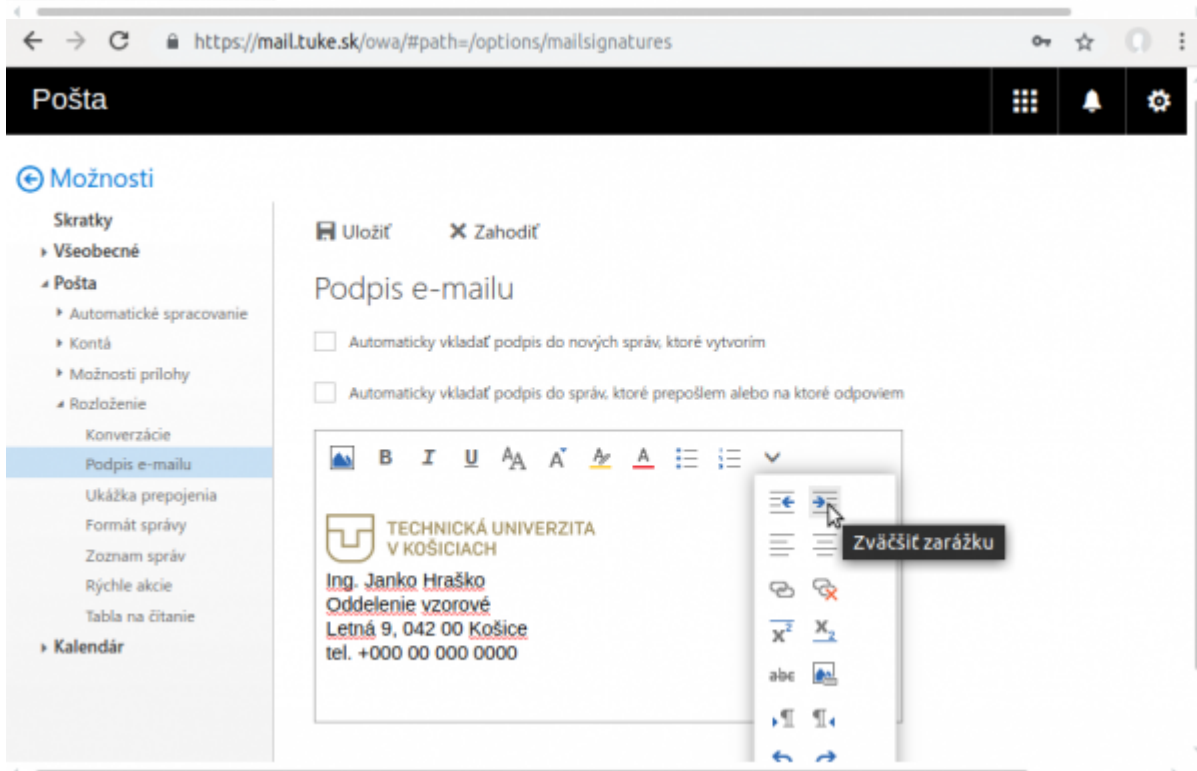 https://mail.tuke.sk/owa/#path=/options/mailsignatures
Pošta
Možnosti
Skratky
Všeobecné
Pošta
Automatické spracovanie
Kontá
Možnosti prílohy
Rozloženie
Konverzácie
Podpis e-mailu
Ukážka prepojenia
Formát správy
Zoznam správ
Rýchle akcie
Tabla na čítanie
Kalendár
Uložiť
Zahodiť
Podpis e-mailu
Automaticky vkladať podpis do nových správ, ktoré vytvorím
Automaticky vkladať podpis do správ, ktoré prepošlem alebo na ktoré odpoviem
B I U AA A A
Zväčšiť zarážku
x² x₂
abc
TECHNICKÁ UNIVERZITA
V KOŠICIACH
Ing. Janko Hraško
Oddelenie vzorové
Letná 9, 042 00 Košice
tel. +000 00 000 0000